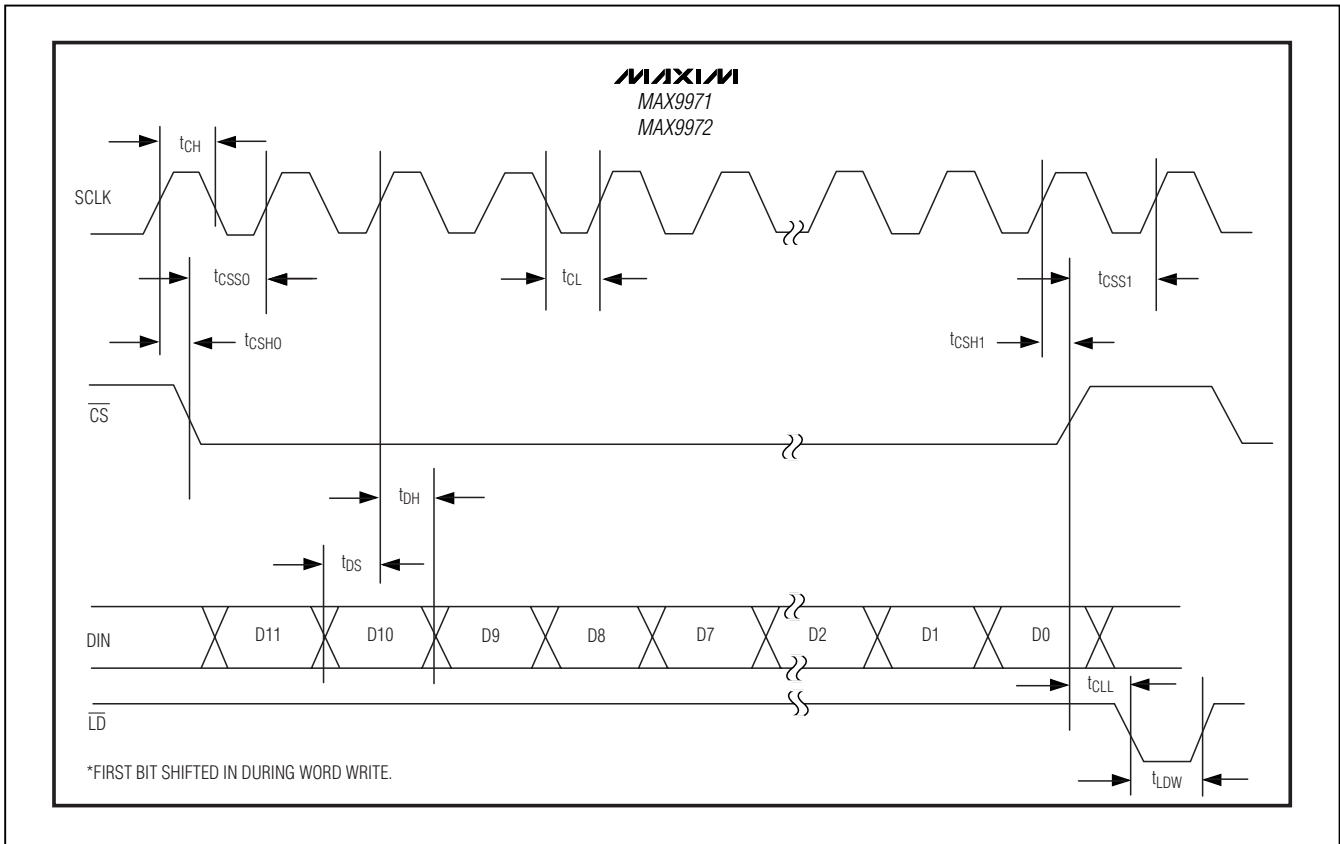 MAXIM
MAX9971
MAX9972
tCH
SCLK
tCSS0
tCL
tCSS1
tCSH0
tCSH1
CS
tDH
tDS
DIN
D11
D10
D9
D8
D7
D2
D1
D0
tCLL
LD
*FIRST BIT SHIFTED IN DURING WORD WRITE.
tLDW